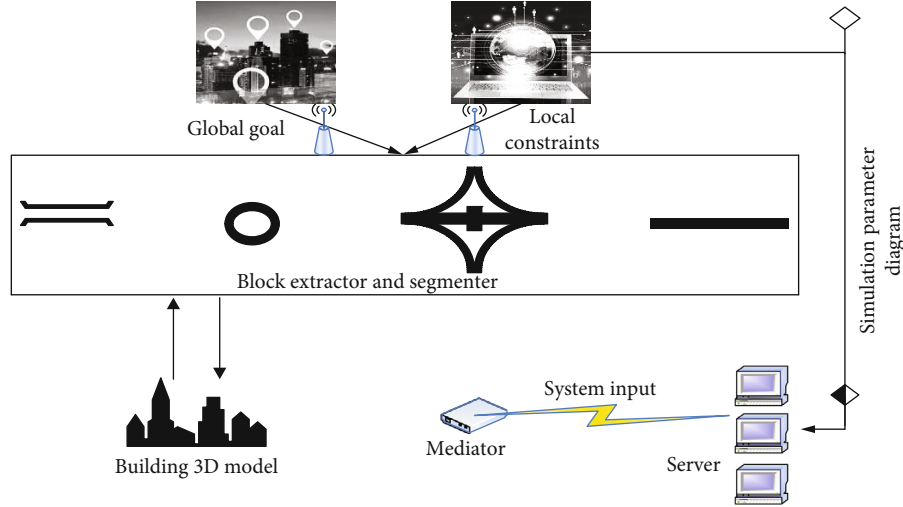 Global goal
Local
constraints
Block extractor and segmenter
Simulation parameter
diagram
System input
Mediator
Server
Building 3D model